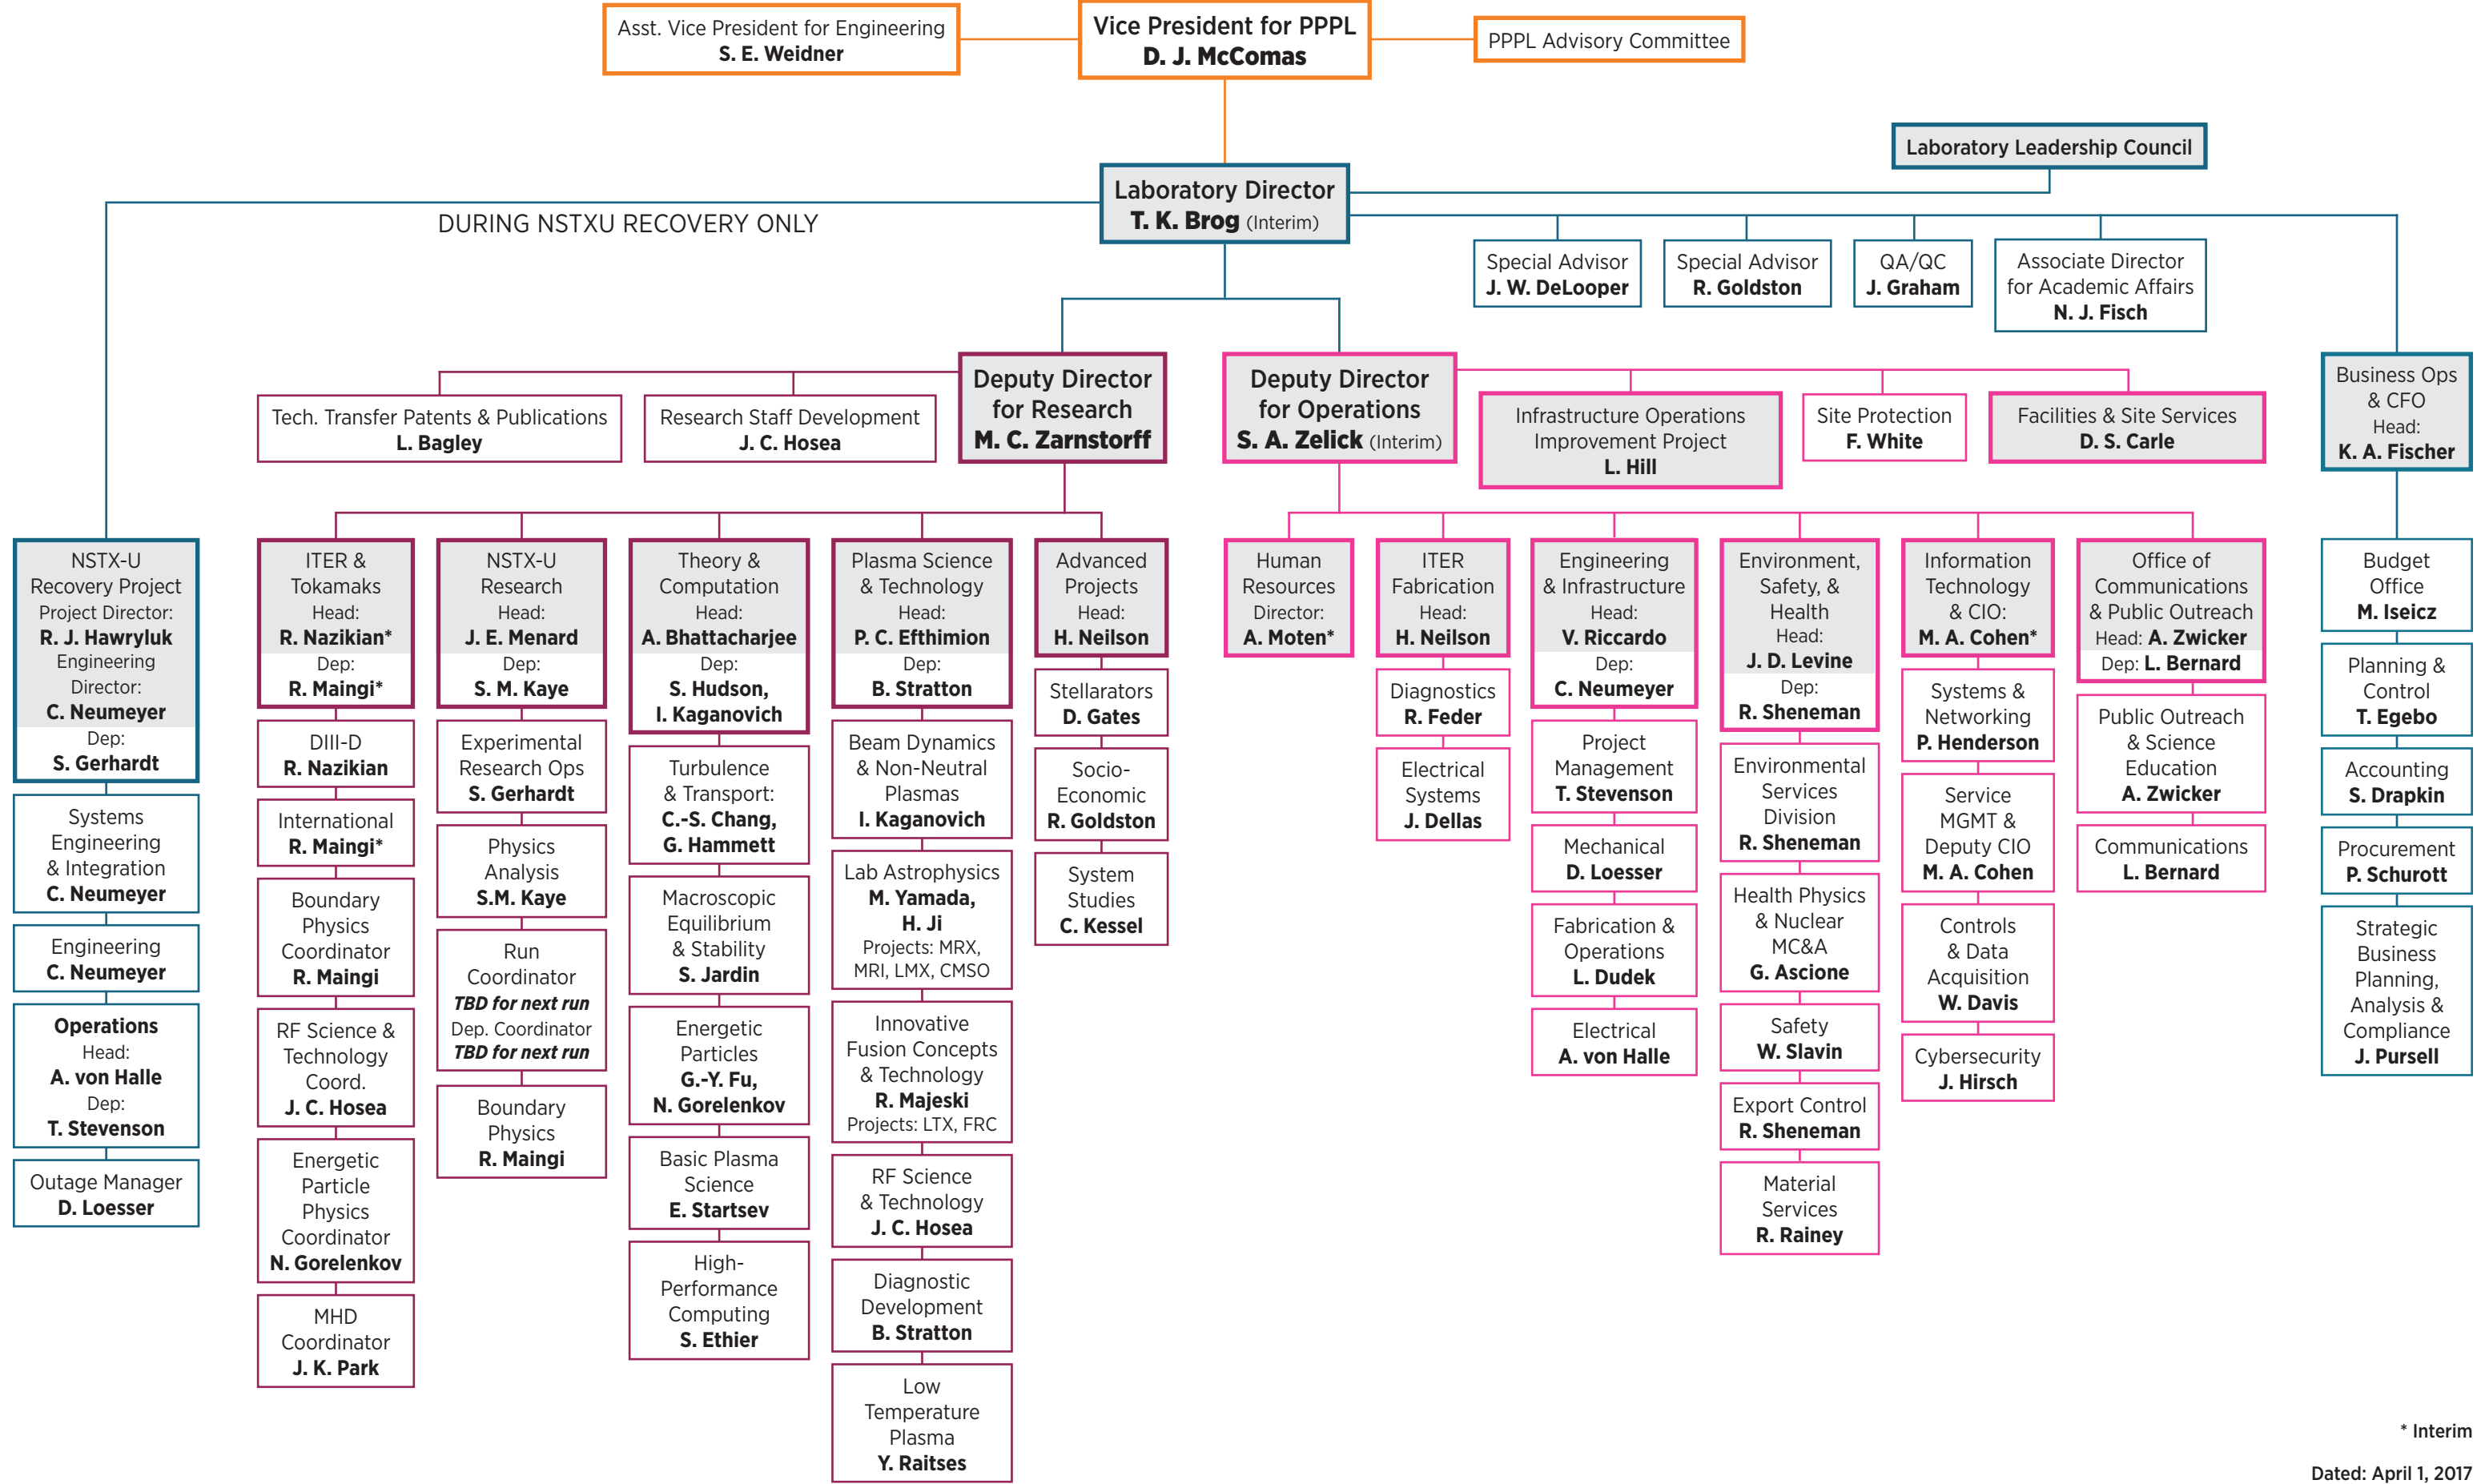 Asst. Vice President for Engineering
S. E. Weidner
Vice President for PPPL
D. J. McComas
PPPL Advisory Committee
Laboratory Leadership Council
Laboratory Director
T. K. Brog (Interim)
DURING NSTXU RECOVERY ONLY
Special Advisor
J. W. DeLooper
Special Advisor
R. Goldston
QA/QC
J. Graham
Associate Director
for Academic Affairs
N. J. Fisch
Tech. Transfer Patents & Publications
L. Bagley
Research Staff Development
J. C. Hosea
Deputy Director
for Research
M. C. Zarnstorff
Deputy Director
for Operations
S. A. Zelick (Interim)
Infrastructure Operations
Improvement Project
L. Hill
Site Protection
F. White
Facilities & Site Services
D. S. Carle
Business Ops
& CFO
Head:
K. A. Fischer
NSTX-U
Recovery Project
Project Director:
R. J. Hawryluk
Engineering
Director:
C. Neumeyer
Dep:
S. Gerhardt
Systems
Engineering
& Integration
C. Neumeyer
Engineering
C. Neumeyer
Operations
Head:
A. von Halle
Dep:
T. Stevenson
Outage Manager
D. Loesser
ITER &
Tokamaks
Head:
R. Nazikian*
Dep:
R. Maingi*
DIII-D
R. Nazikian
International
R. Maingi*
Boundary
Physics
Coordinator
R. Maingi
RF Science &
Technology
Coord.
J. C. Hosea
Energetic
Particle
Physics
Coordinator
N. Gorelenkov
MHD
Coordinator
J. K. Park
NSTX-U
Research
Head:
J. E. Menard
Dep:
S. M. Kaye
Experimental
Research Ops
S. Gerhardt
Physics
Analysis
S.M. Kaye
Run
Coordinator
TBD for next run
Dep. Coordinator
TBD for next run
Boundary
Physics
R. Maingi
Theory &
Computation
Head:
A. Bhattacharjee
Dep:
S. Hudson,
I. Kaganovich
Turbulence
& Transport:
C.-S. Chang,
G. Hammett
Macroscopic
Equilibrium
& Stability
S. Jardin
Energetic
Particles
G.-Y. Fu,
N. Gorelenkov
Basic Plasma
Science
E. Startsev
High-
Performance
Computing
S. Ethier
Plasma Science
& Technology
Head:
P. C. Efthimion
Dep:
B. Stratton
Beam Dynamics
& Non-Neutral
Plasmas
I. Kaganovich
Lab Astrophysics
M. Yamada,
H. Ji
Projects: MRX,
MRI, LMX, CMSO
Innovative
Fusion Concepts
& Technology
R. Majeski
Projects: LTX, FRC
RF Science
& Technology
J. C. Hosea
Diagnostic
Development
B. Stratton
Low
Temperature
Plasma
Y. Raitses
Advanced
Projects
Head:
H. Neilson
Stellarators
D. Gates
Socio-
Economic
R. Goldston
System
Studies
C. Kessel
Human
Resources
Director:
A. Moten*
ITER
Fabrication
Head:
H. Neilson
Diagnostics
R. Feder
Electrical
Systems
J. Dellas
Engineering
& Infrastructure
Head:
V. Riccardo
Dep:
C. Neumeyer
Project
Management
T. Stevenson
Mechanical
D. Loesser
Fabrication &
Operations
L. Dudek
Electrical
A. von Halle
Environment,
Safety, &
Health
Head:
J. D. Levine
Dep:
R. Sheneman
Environmental
Services
Division
R. Sheneman
Health Physics
& Nuclear
MC&A
G. Ascione
Safety
W. Slavin
Export Control
R. Sheneman
Material
Services
R. Rainey
Information
Technology
& CIO:
M. A. Cohen*
Systems &
Networking
P. Henderson
Service
MGMT &
Deputy CIO
M. A. Cohen
Controls
& Data
Acquisition
W. Davis
Cybersecurity
J. Hirsch
Office of
Communications
& Public Outreach
Head: A. Zwicker
Dep: L. Bernard
Public Outreach
& Science
Education
A. Zwicker
Communications
L. Bernard
Budget
Office
M. Iseicz
Planning &
Control
T. Egebo
Accounting
S. Drapkin
Procurement
P. Schurott
Strategic
Business
Planning,
Analysis &
Compliance
J. Pursell
* Interim
Dated: April 1, 2017